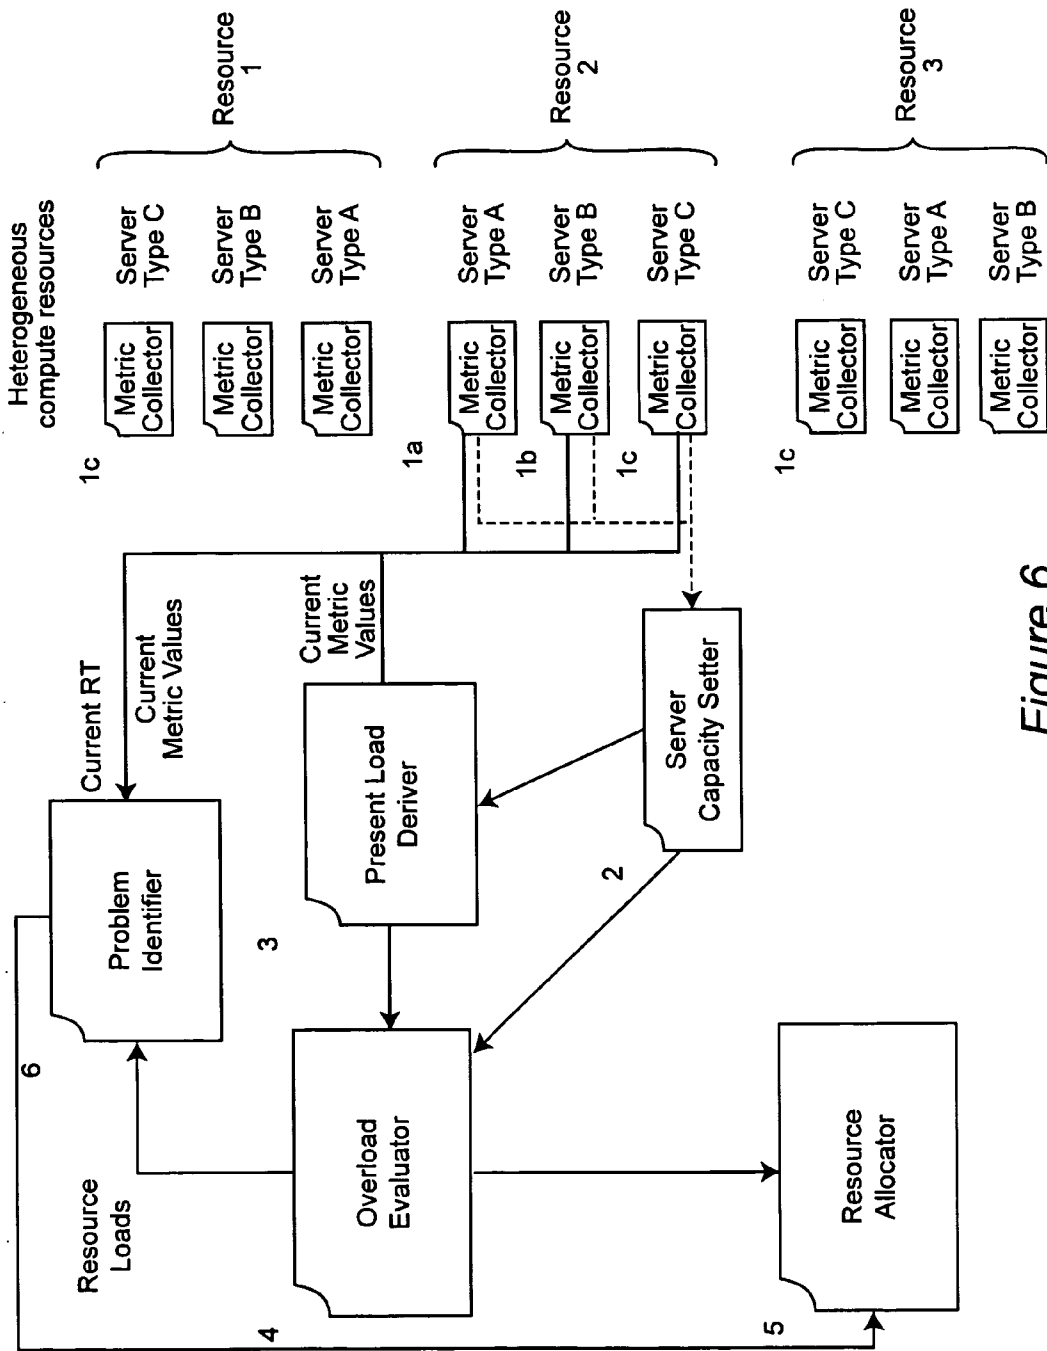 Heterogeneous
compute resources
1c
Metric
Collector
Server
Type C
Metric
Collector
Server
Type B
Metric
Collector
Server
Type A
Resource
1
1a
Metric
Collector
Server
Type A
1b
Metric
Collector
Server
Type B
1c
Metric
Collector
Server
Type C
Resource
2
1c
Metric
Collector
Server
Type C
Metric
Collector
Server
Type A
Metric
Collector
Server
Type B
Resource
3
6
Problem
Identifier
Current RT
Current
Metric Values
Resource
Loads
3
Present Load
Deriver
Current
Metric
Values
4
Overload
Evaluator
2
Server
Capacity Setter
5
Resource
Allocator
Figure 6